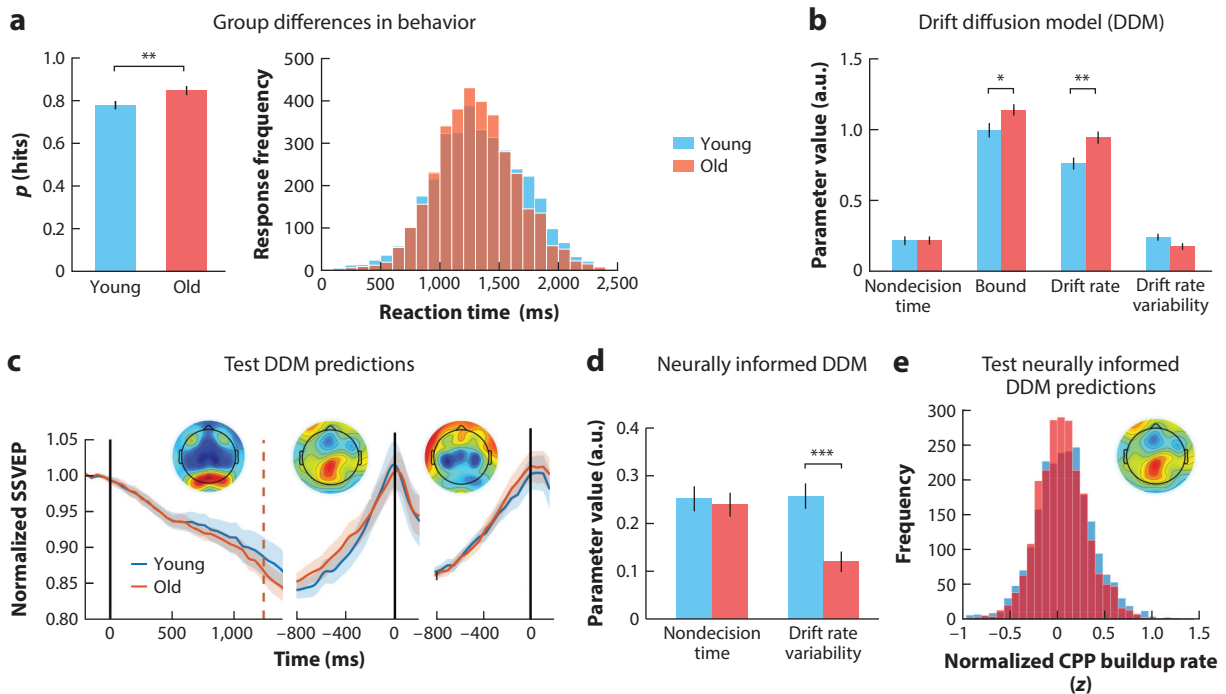 a
Group differences in behavior
1.0
0.8
0.6
0.4
0.2
0
p (hits)
**
Young
Old
500
400
300
200
100
0
Response frequency
0
500
1,000
1,500
2,000
2,500
Reaction time (ms)
Young
Old
b
Drift diffusion model (DDM)
1.5
1.0
0.5
0
Parameter value (a.u.)
*
**
Nondecision
time
Bound
Drift rate
Drift rate
variability
c
Test DDM predictions
1.05
1.00
0.95
0.90
0.85
0.80
Normalized SSVEP
Young
Old
0
500
1,000
−800
−400
0
−800
−400
0
Time (ms)
d
Neurally informed DDM
0.4
0.3
0.2
0.1
0
Parameter value (a.u.)
***
Nondecision
time
Drift rate
variability
e
Test neurally informed
DDM predictions
300
250
200
150
100
50
0
Frequency
−1
−0.5
0
0.5
1.0
1.5
Normalized CPP buildup rate
(z)